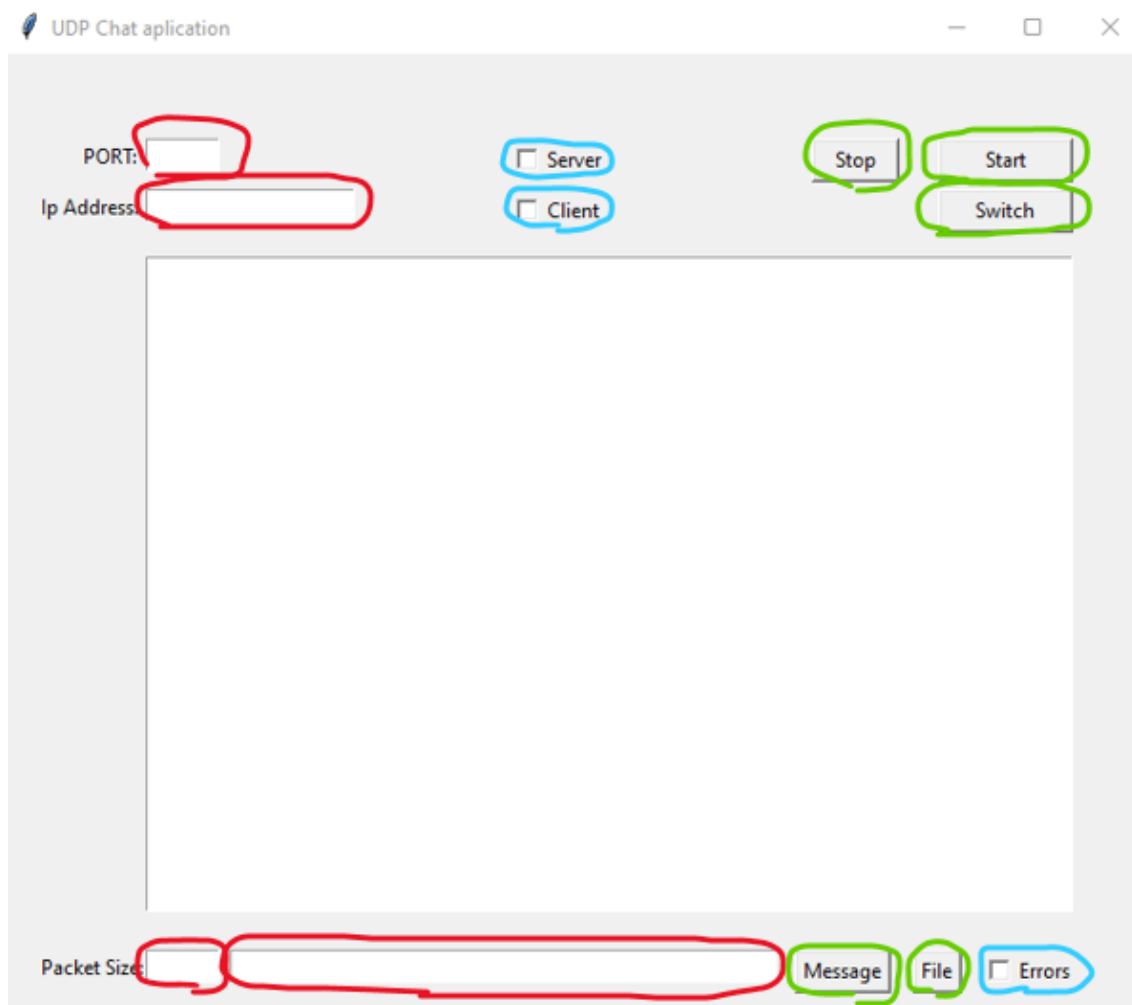 UDP Chat aplication
PORT: Server Stop Start
Ip Address: Client Switch
Packet Size: Message File Errors